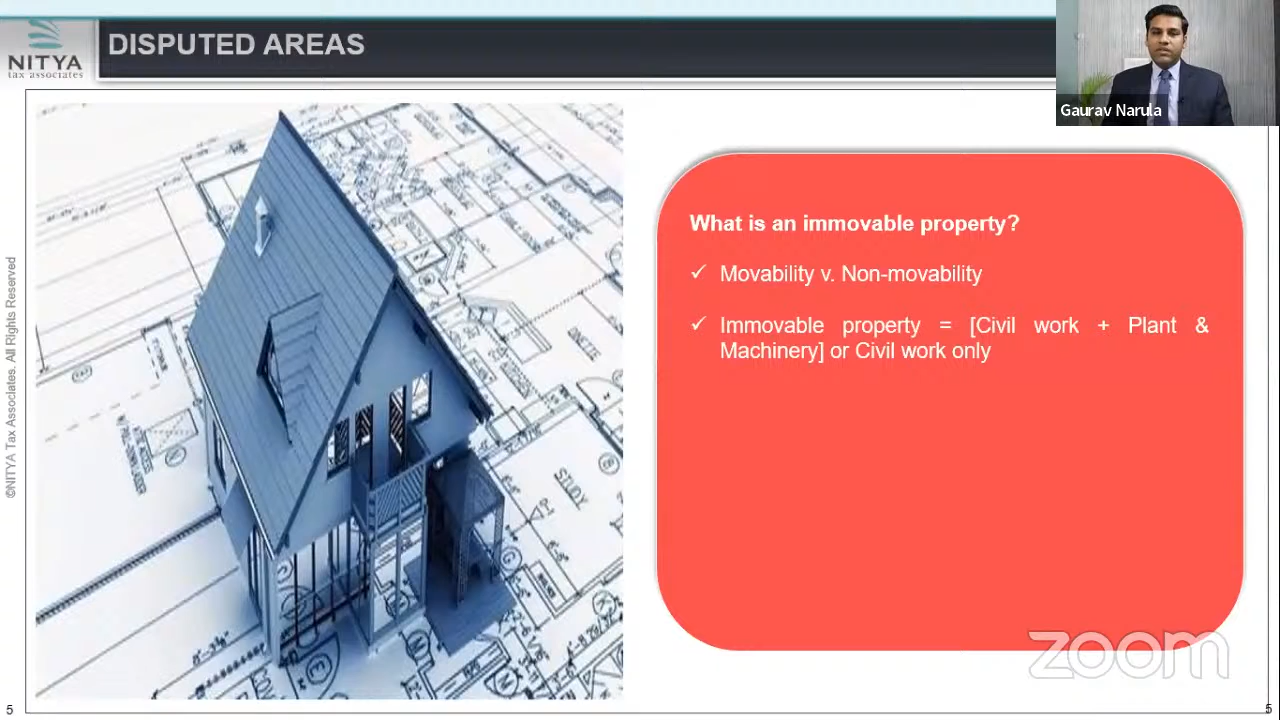 NITYA
tax associates
DISPUTED AREAS
Gaurav Narula
What is an immovable property?
✓ Movability v. Non-movability
✓ Immovable property = [Civil work + Plant &
Machinery] or Civil work only
STUDY
©NITYA Tax Associates. All Rights Reserved
zoom
5
5